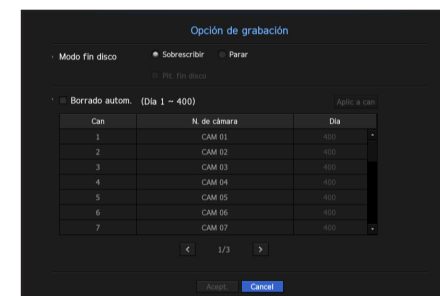 Opción de grabación
Modo fin disco Sobrescribir Parar
Pit. Fin disco
Borrado autom. (Día 1 ~ 400) Aplic a can
Can N. de cámara Día
1 CAM 01 400
2 CAM 02 400
3 CAM 03 400
4 CAM 04 400
5 CAM 05 400
6 CAM 06 400
7 CAM 07 400
< 1/3 >
Acept. Cancel